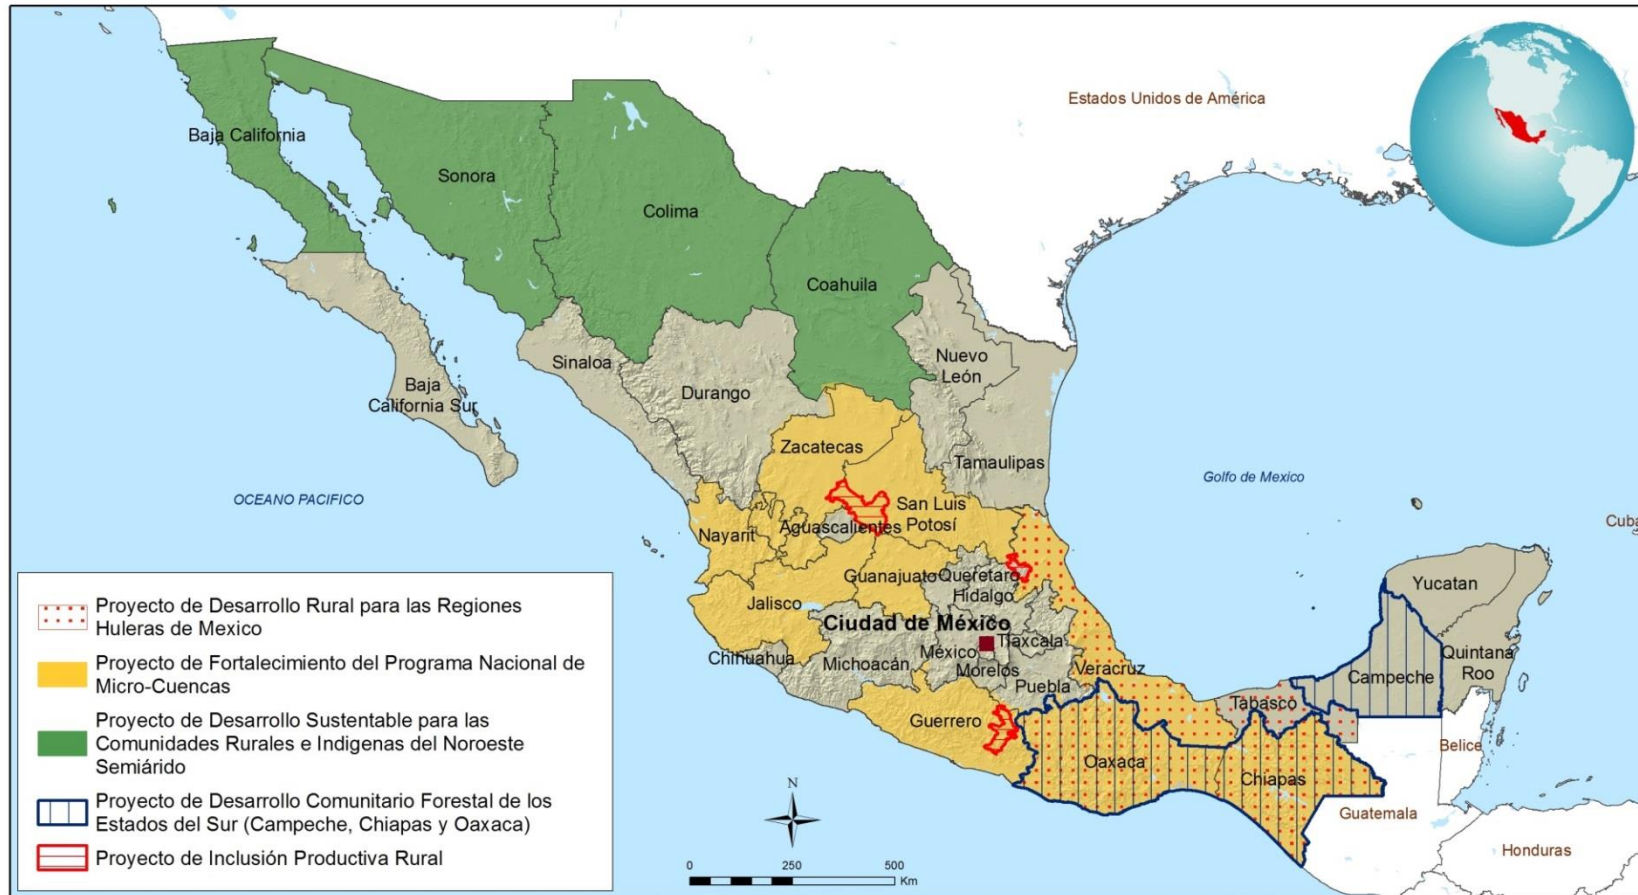 Estados Unidos de América
Baja California
Sonora
Colima
Coahuila
Nuevo
León
Sinaloa
Durango
Baja
California Sur
Zacatecas
Tamaulipas
OCEANO PACIFICO
Golfo de Mexico
San Luis
Potosí
Aguascalientes
Nayarit
Cuba
Guanajuato
Queretaro
Hidalgo
Yucatan
Jalisco
Ciudad de México
Tlaxcala
México
Chihuahua
Michoacán
Morelos
Puebla
Veracruz
Campeche
Quintana
Roo
Tabasco
Guerrero
Belice
Oaxaca
Chiapas
Guatemala
Honduras
N
0 250 500
Km
Proyecto de Desarrollo Rural para las Regiones
Huleras de Mexico
Proyecto de Fortalecimiento del Programa Nacional de
Micro-Cuencas
Proyecto de Desarrollo Sustentable para las
Comunidades Rurales e Indigenas del Noroeste
Semiárido
Proyecto de Desarrollo Comunitario Forestal de los
Estados del Sur (Campeche, Chiapas y Oaxaca)
Proyecto de Inclusión Productiva Rural